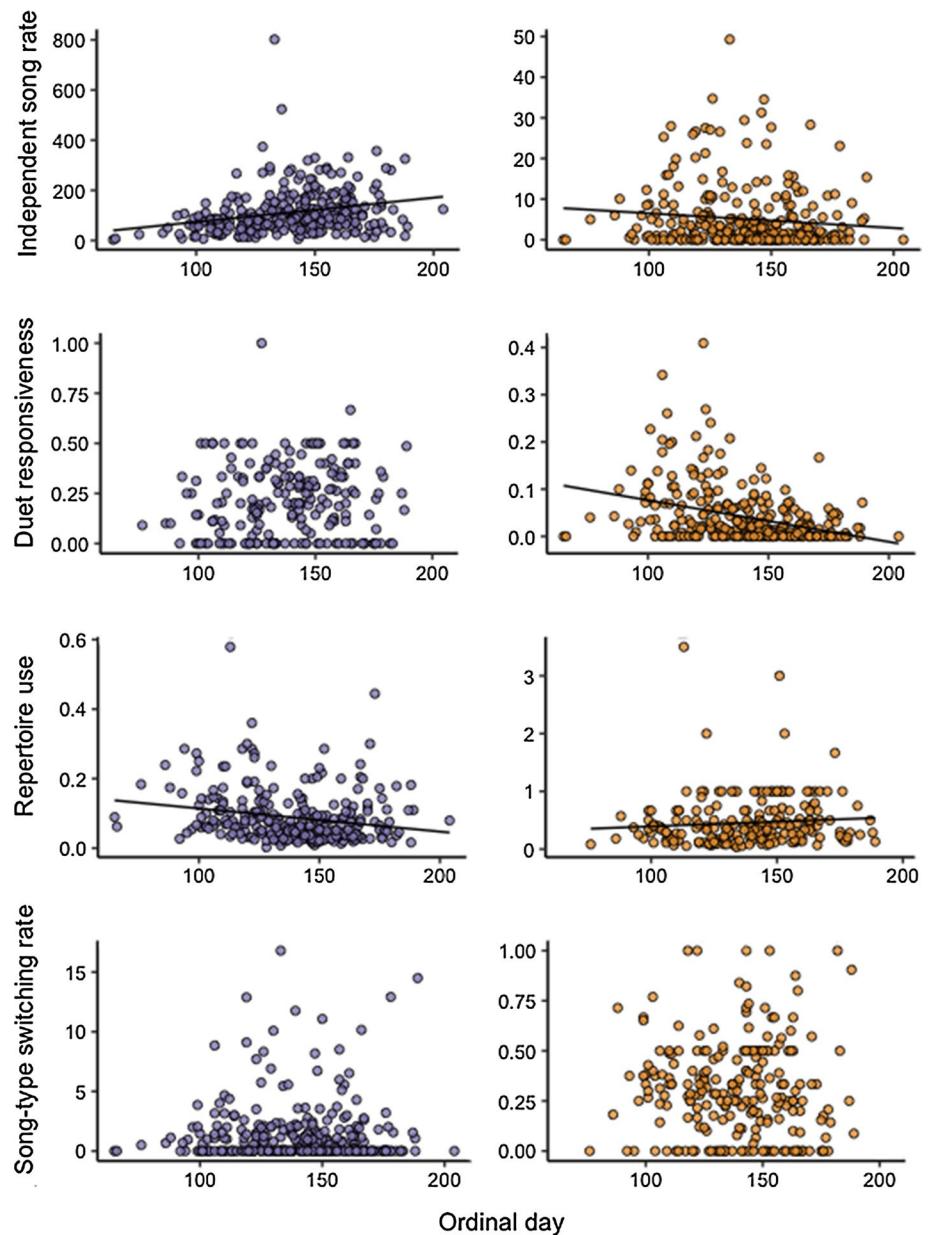 Independent song rate
800
600
400
200
0
100 150 200
50
40
30
20
10
0
100 150 200
Duet responsiveness
1.00
0.75
0.50
0.25
0.00
100 150 200
0.4
0.3
0.2
0.1
0.0
100 150 200
Repertoire use
0.6
0.4
0.2
0.0
100 150 200
3
2
1
0
100 150 200
Song-type switching rate
15
10
5
0
100 150 200
1.00
0.75
0.50
0.25
0.00
100 150 200
Ordinal day